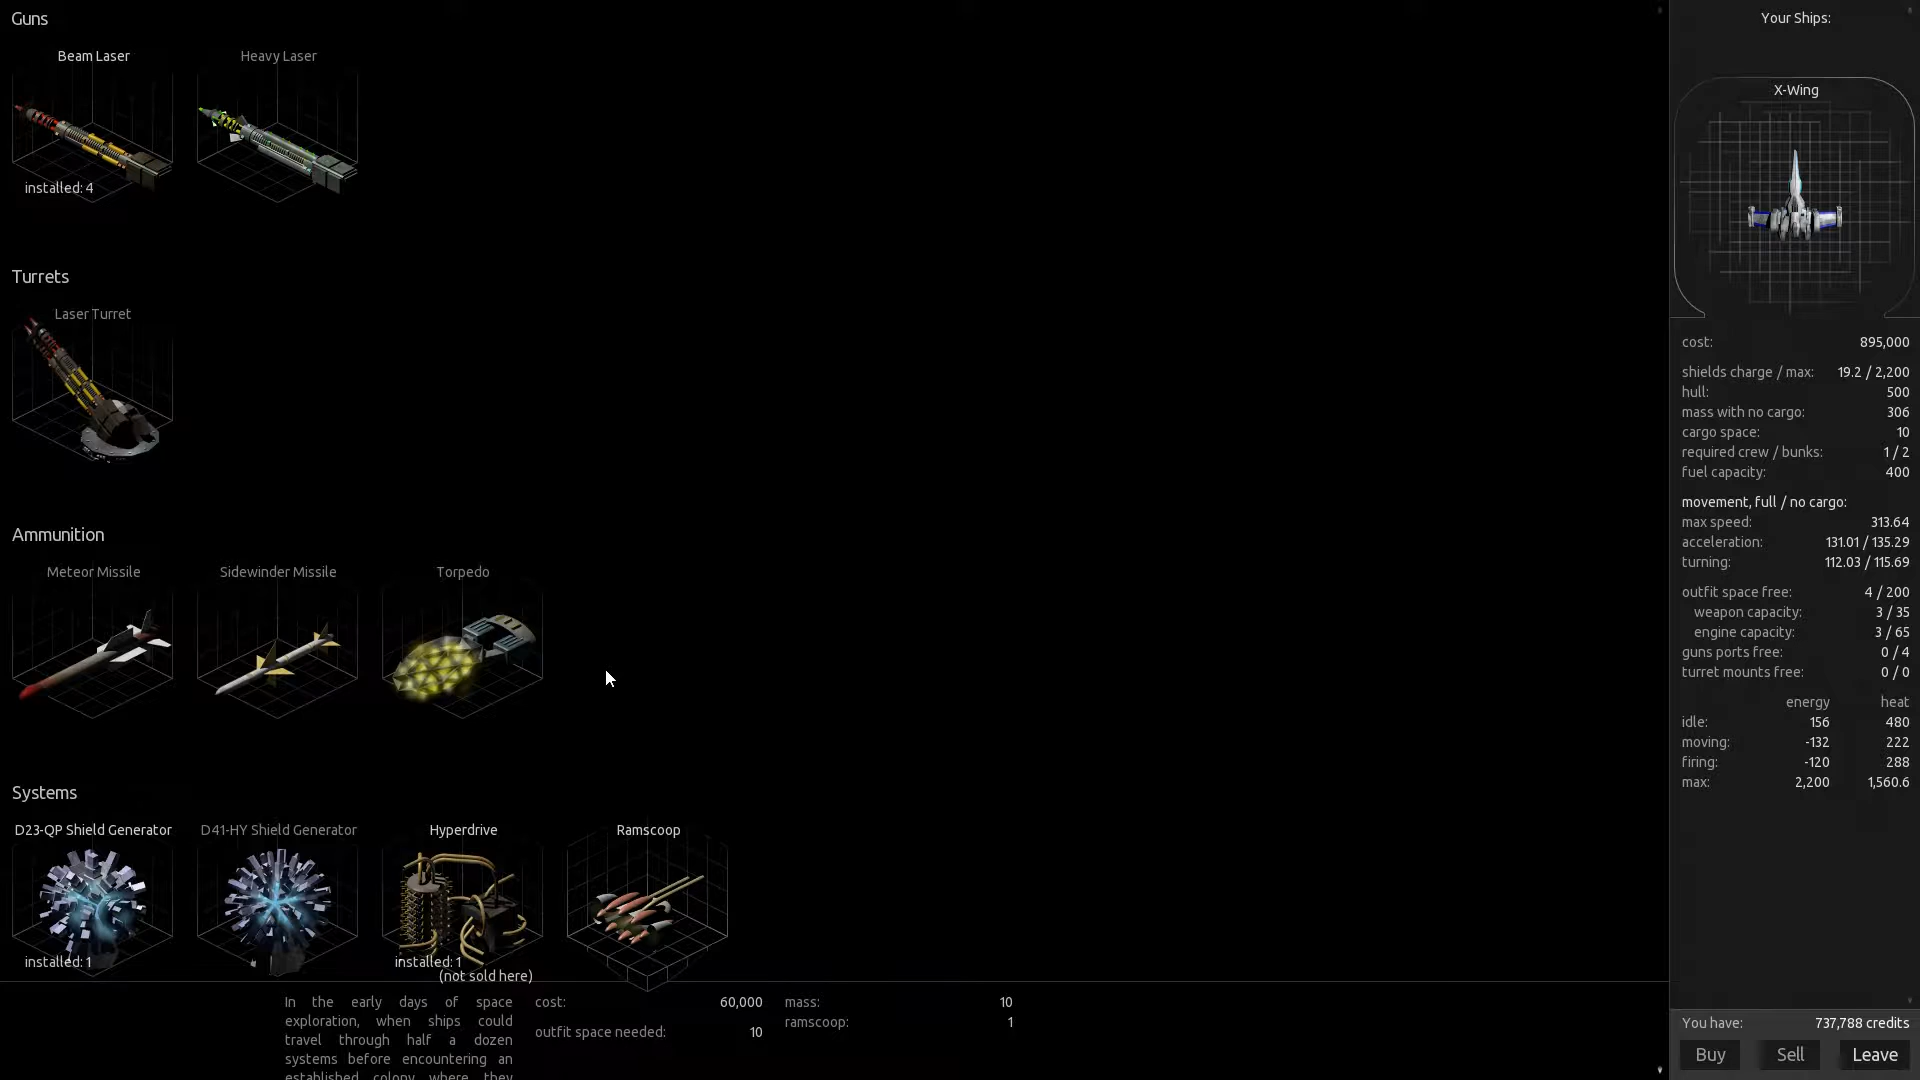 Guns
Beam Laser
Heavy Laser
installed: 4
Turrets
Laser Turret
Ammunition
Meteor Missile
Sidewinder Missile
Torpedo
Systems
D23-QP Shield Generator
D41-HY Shield Generator
Hyperdrive
Ramscoop
installed: 1
installed: 1
(not sold here)
In the early days of space
exploration, when ships could
travel through half a dozen
systems before encountering an
established colony where they
cost: 60,000
outfit space needed: 10
mass: 10
ramscoop: 1
Your Ships:
X-Wing
cost: 895,000
shields charge / max: 19.2 / 2,200
hull: 500
mass with no cargo: 306
cargo space: 10
required crew / bunks: 1 / 2
fuel capacity: 400
movement, full / no cargo:
max speed: 313.64
acceleration: 131.01 / 135.29
turning: 112.03 / 115.69
outfit space free: 4 / 200
weapon capacity: 3 / 35
engine capacity: 3 / 65
guns ports free: 0 / 4
turret mounts free: 0 / 0
energy heat
idle: 156 480
moving: -132 222
firing: -120 288
max: 2,200 1,560.6
You have: 737,788 credits
Buy Sell Leave